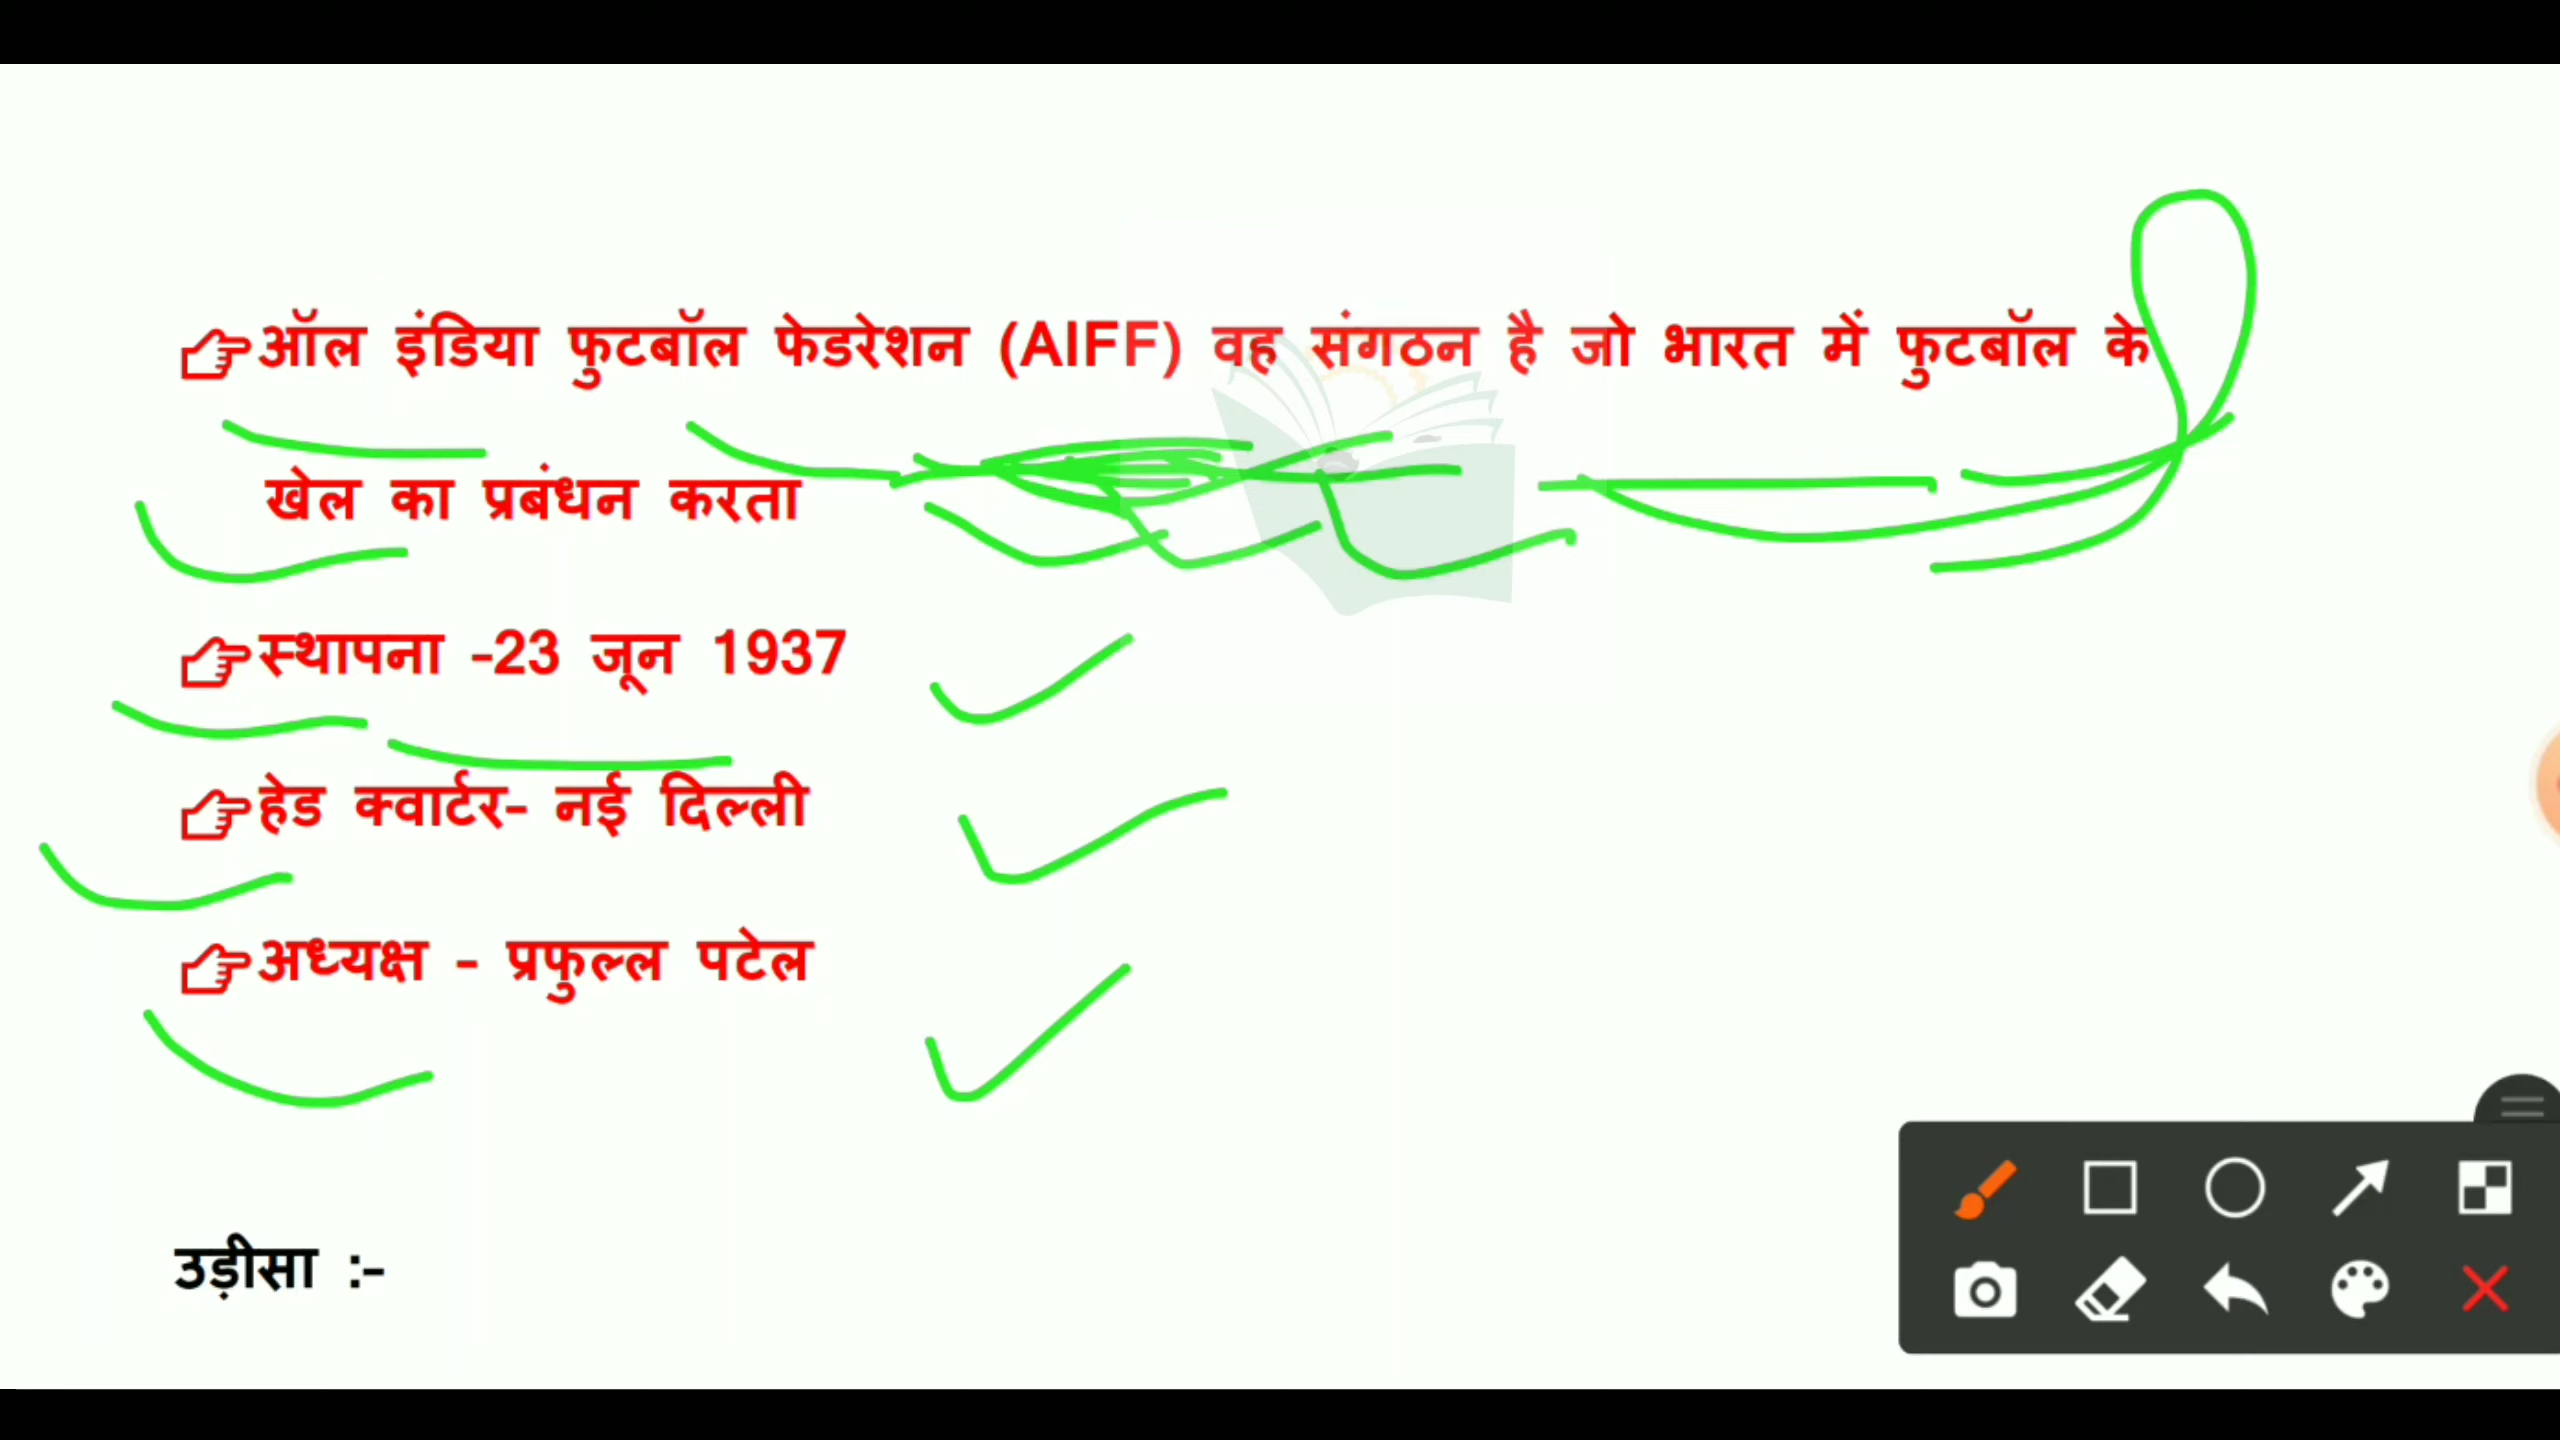 ऑल इंडिया फुटबॉल फेडरेशन (AIFF) वह संगठन है जो भारत में फुटबॉल के
खेल का प्रबंधन करता
स्थापना -23 जून 1937
हेड क्वार्टर- नई दिल्ली
अध्यक्ष - प्रफुल्ल पटेल
उड़ीसा :-